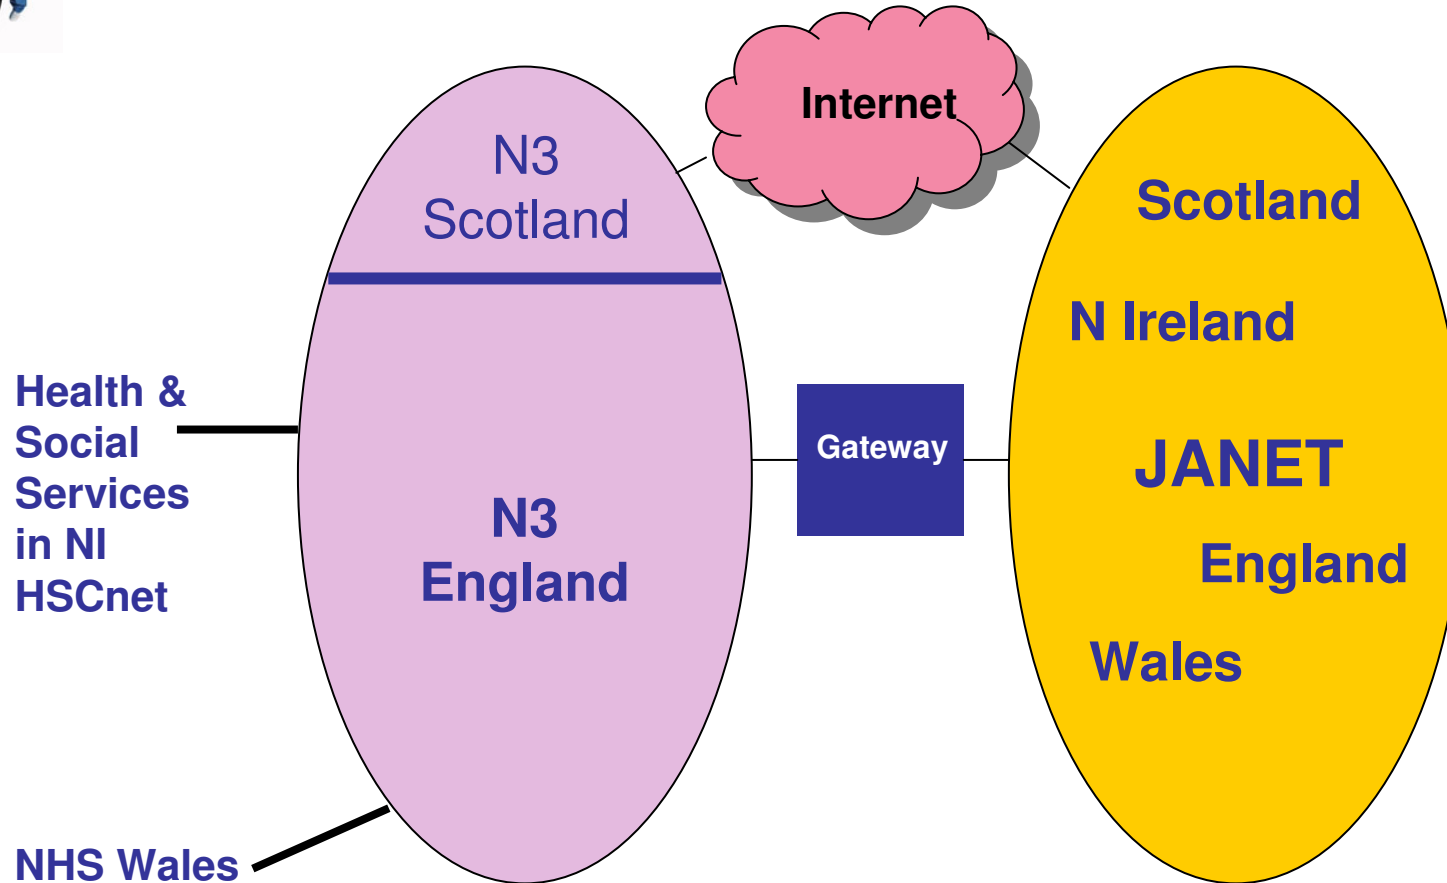 Internet
N3
Scotland
Scotland
N Ireland
Health &
Social
Services
in NI
HSCnet
Gateway
JANET
N3
England
England
Wales
NHS Wales